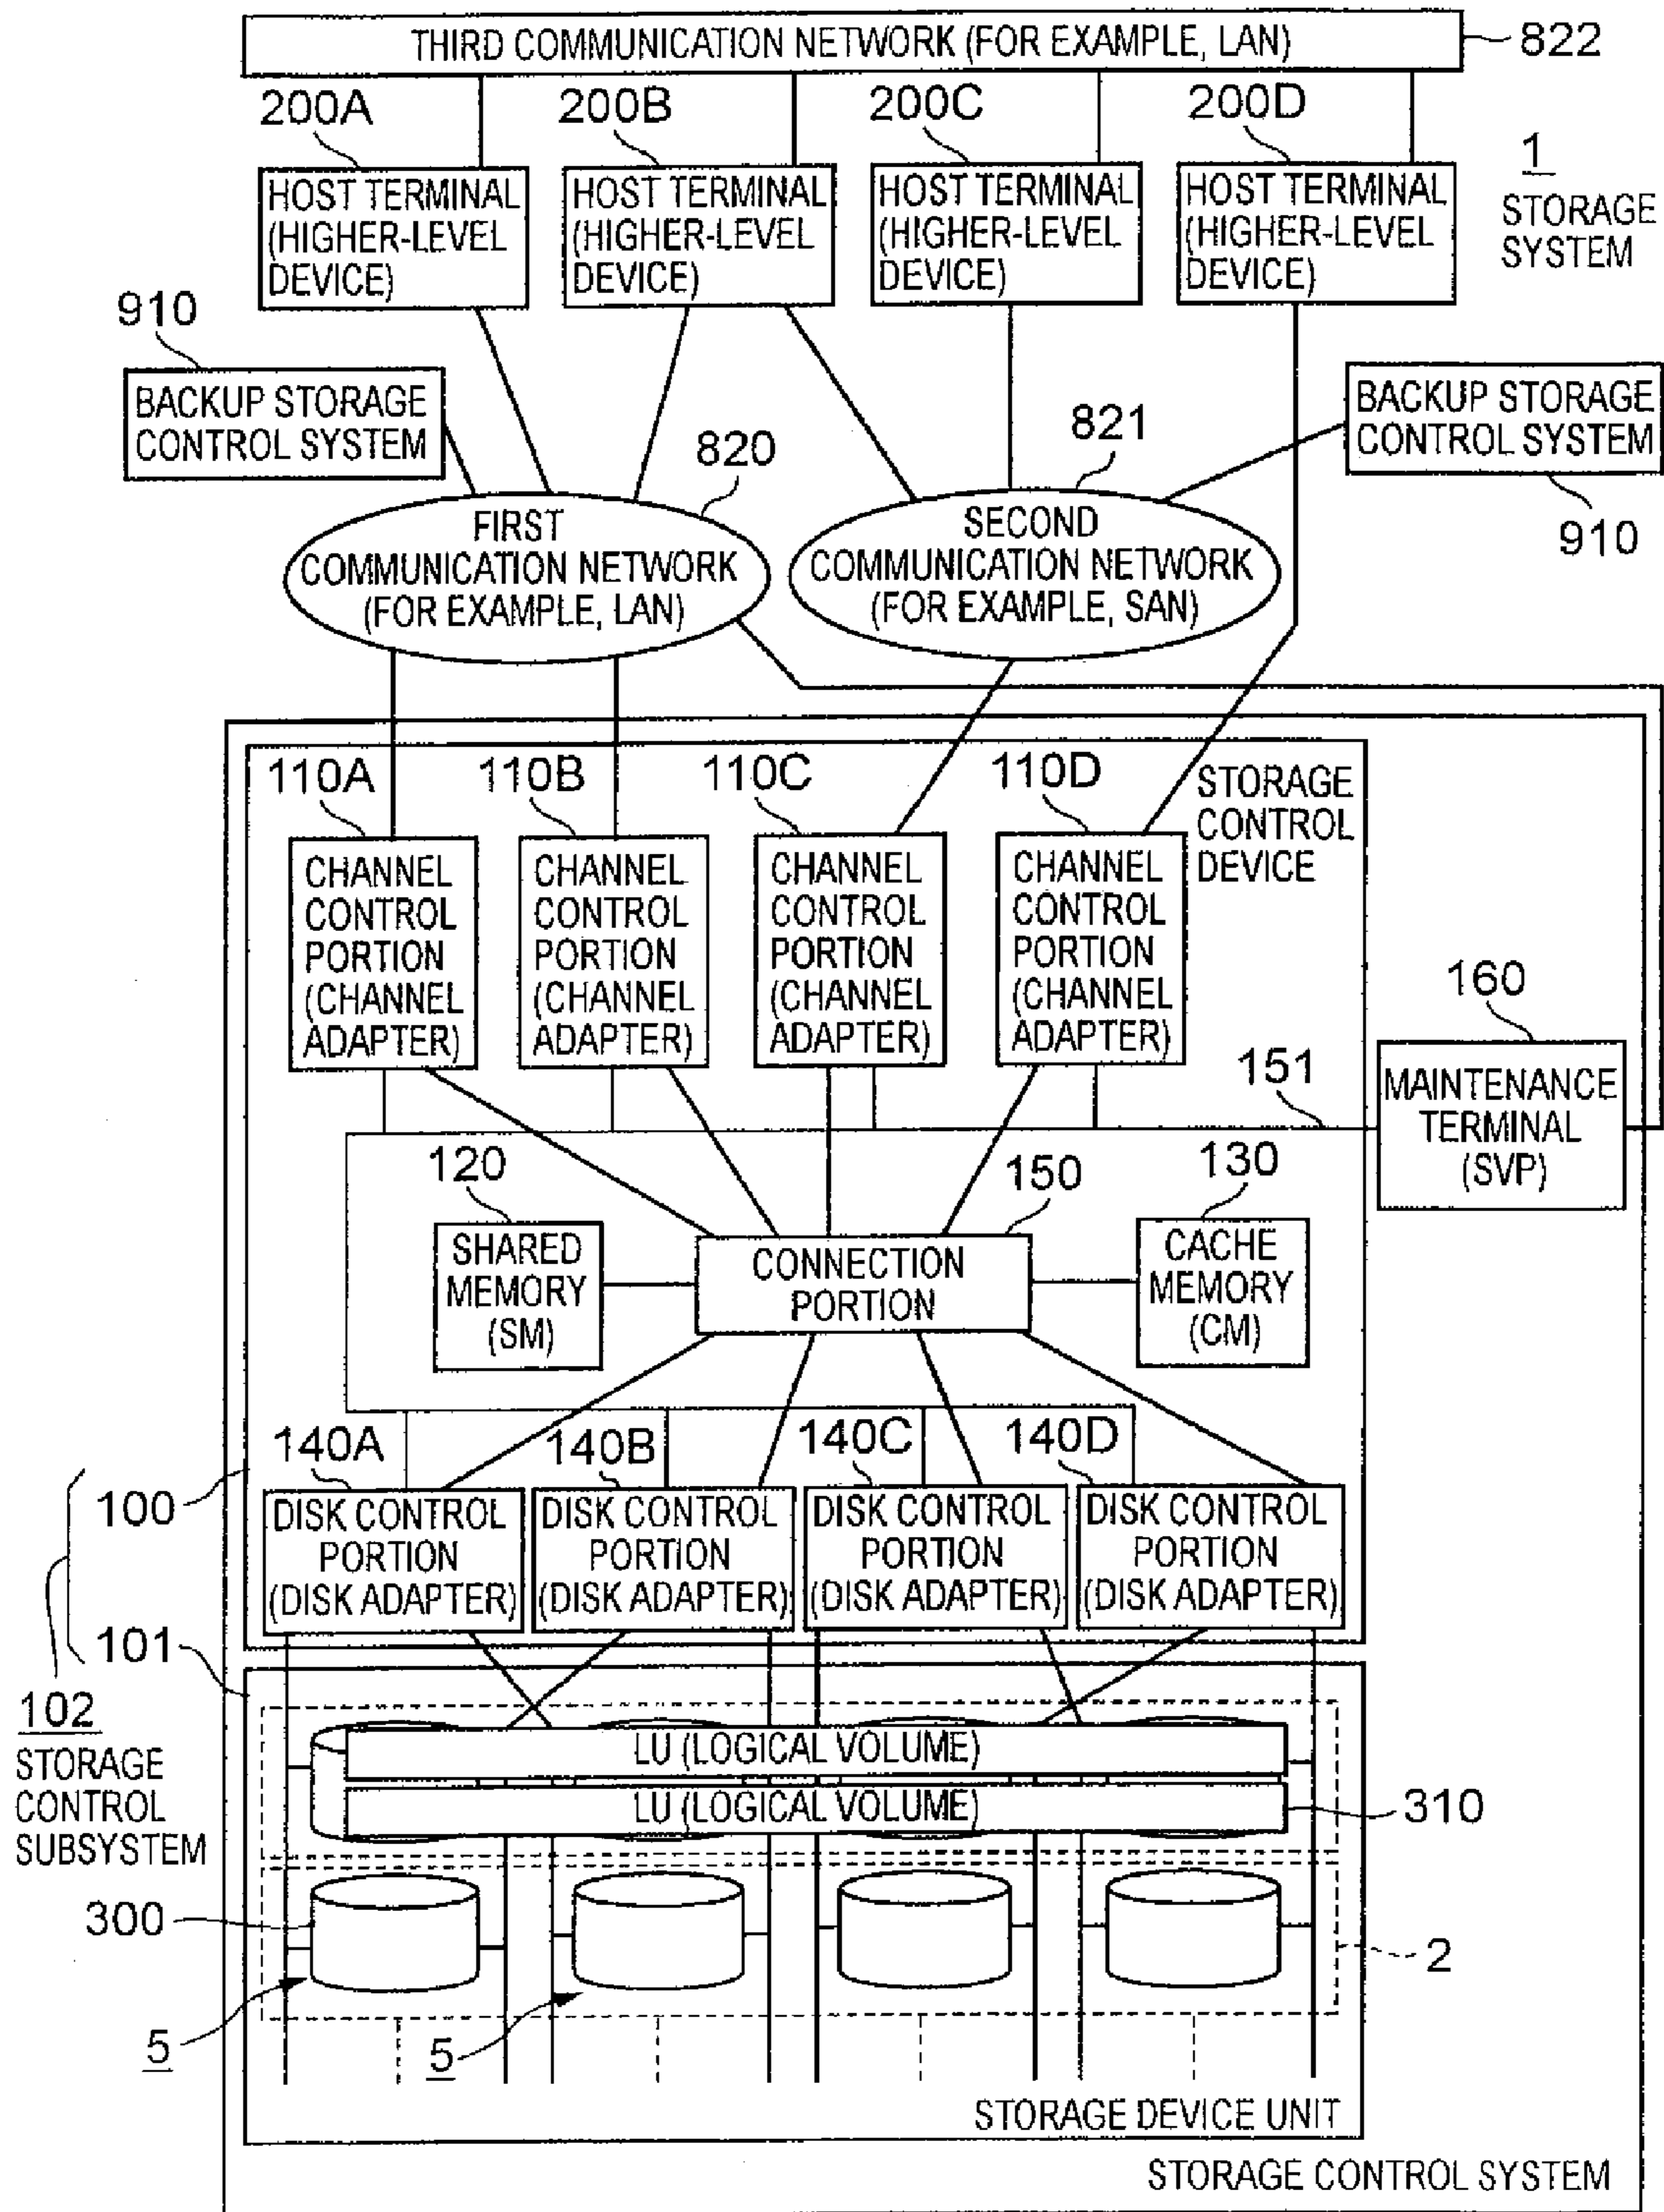 THIRD COMMUNICATION NETWORK (FOR EXAMPLE, LAN)
822
200A
200B
200C
200D
HOST TERMINAL
(HIGHER-LEVEL
DEVICE)
HOST TERMINAL
(HIGHER-LEVEL
DEVICE)
HOST TERMINAL
(HIGHER-LEVEL
DEVICE)
HOST TERMINAL
(HIGHER-LEVEL
DEVICE)
1
STORAGE
SYSTEM
910
BACKUP STORAGE
CONTROL SYSTEM
820
821
BACKUP STORAGE
CONTROL SYSTEM
910
FIRST
COMMUNICATION NETWORK
(FOR EXAMPLE, LAN)
SECOND
COMMUNICATION NETWORK
(FOR EXAMPLE, SAN)
110A
110B
110C
110D
STORAGE
CONTROL
DEVICE
CHANNEL
CONTROL
PORTION
(CHANNEL
ADAPTER)
CHANNEL
CONTROL
PORTION
(CHANNEL
ADAPTER)
CHANNEL
CONTROL
PORTION
(CHANNEL
ADAPTER)
CHANNEL
CONTROL
PORTION
(CHANNEL
ADAPTER)
160
151
MAINTENANCE
TERMINAL
(SVP)
120
150
130
SHARED
MEMORY
(SM)
CONNECTION
PORTION
CACHE
MEMORY
(CM)
140A
140B
140C
140D
100
DISK CONTROL
PORTION
(DISK ADAPTER)
DISK CONTROL
PORTION
(DISK ADAPTER)
DISK CONTROL
PORTION
(DISK ADAPTER)
DISK CONTROL
PORTION
(DISK ADAPTER)
101
102
STORAGE
CONTROL
SUBSYSTEM
LU (LOGICAL VOLUME)
LU (LOGICAL VOLUME)
310
300
2
5
5
STORAGE DEVICE UNIT
STORAGE CONTROL SYSTEM